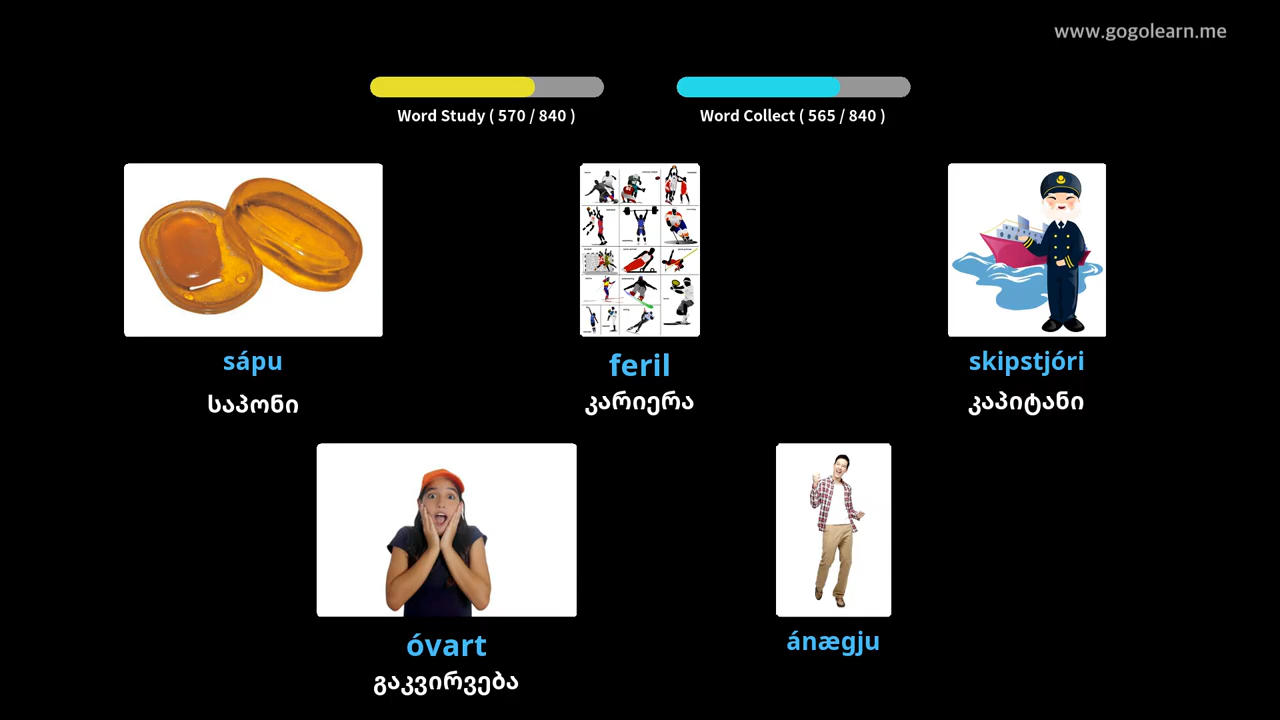 www.gogolearn.me
Word Study ( 570 / 840 )
Word Collect ( 565 / 840 )
sápu
საპონი
feril
კარიერა
skipstjóri
კაპიტანი
óvart
გაკვირვება
ánægju